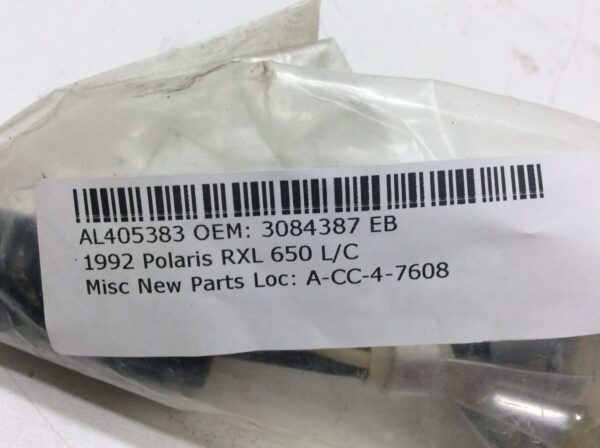 AL405383 OEM: 3084387 EB
1992 Polaris RXL 650 L/C
Misc New Parts Loc: A-CC-4-7608